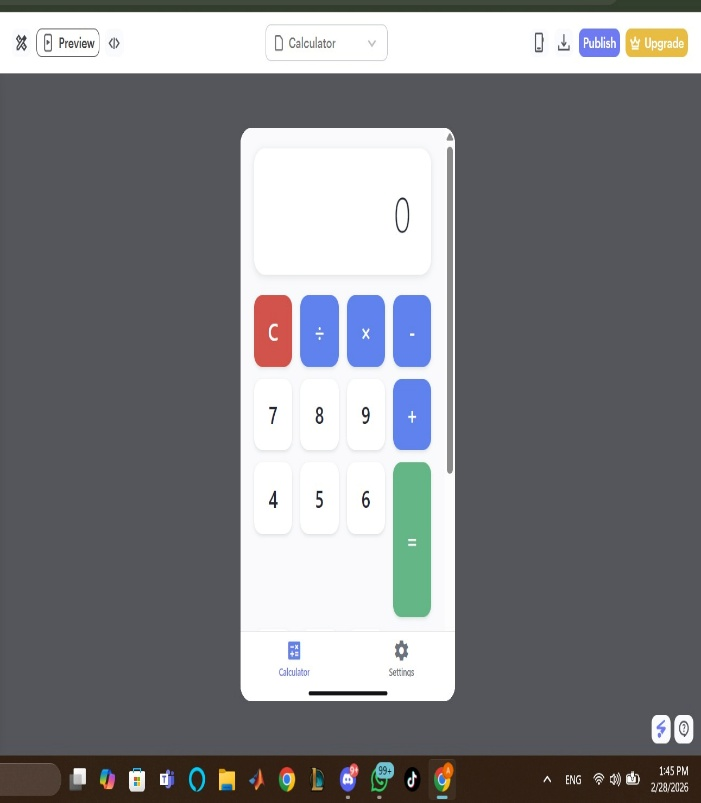 Preview
Calculator
Publish
Upgrade
0
C ÷ × -
7 8 9 +
4 5 6
=
Calculator
Settings
9+
99+
A
ENG
1:45 PM
2/28/2026